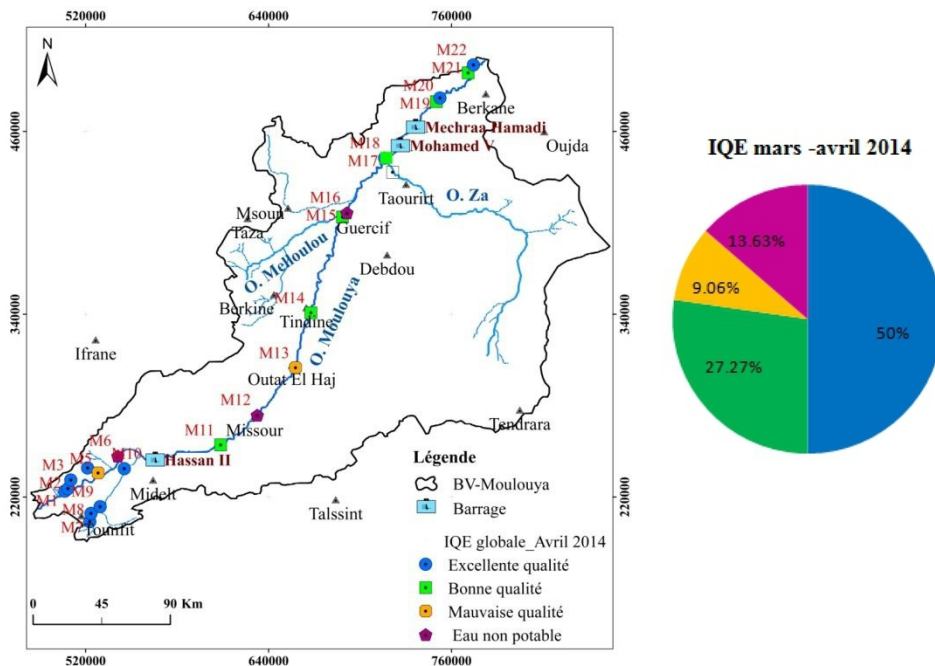 520000 640000 760000
N
M22
M21
M20
M19
Berkane
Mechraa Hamadi
460000 460000
M18
Mohamed V
Oujda
M17
Taourirt
O. Za
M16
Msoun
M15
Taza
Guercif
O. Melloulou
Debdou
Berkine
M14
340000 340000
Tindine
O. Moulouya
Ifrane
M13
Outat El Haj
M12
Tendrara
M11
Missour
M6
M10
M3
M5
Hassan II
M2
M9
Midelt
M1
M8
Tounfit
Talssint
220000 220000
Légende
BV-Moulouya
Barrage
IQE globale_Avril 2014
Excellente qualité
Bonne qualité
Mauvaise qualité
Eau non potable
0 45 90 Km
520000 640000 760000
IQE mars -avril 2014
13.63%
9.06%
50%
27.27%